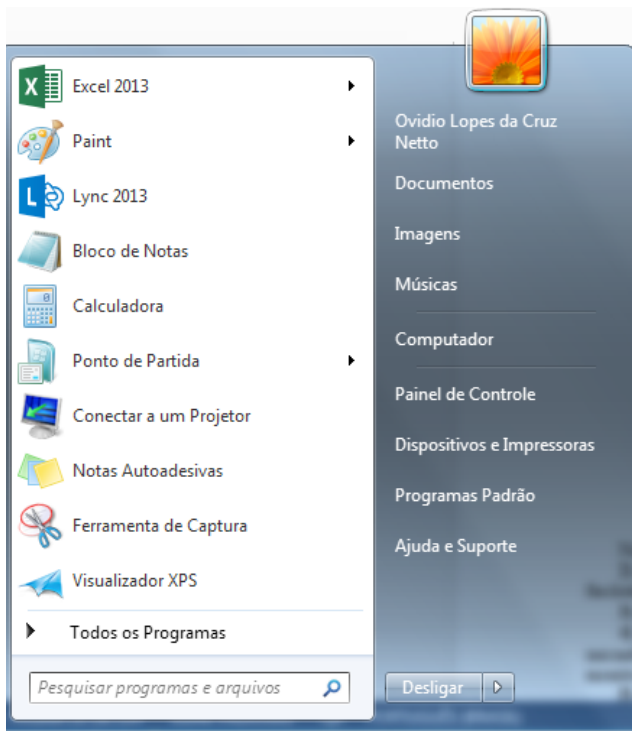 Excel 2013
Paint
Lync 2013
Bloco de Notas
Calculadora
Ponto de Partida
Conectar a um Projetor
Notas Autoadesivas
Ferramenta de Captura
Visualizador XPS
Todos os Programas
Pesquisar programas e arquivos
Ovidio Lopes da Cruz
Netto
Documentos
Imagens
Músicas
Computador
Painel de Controle
Dispositivos e Impressoras
Programas Padrão
Ajuda e Suporte
Desligar